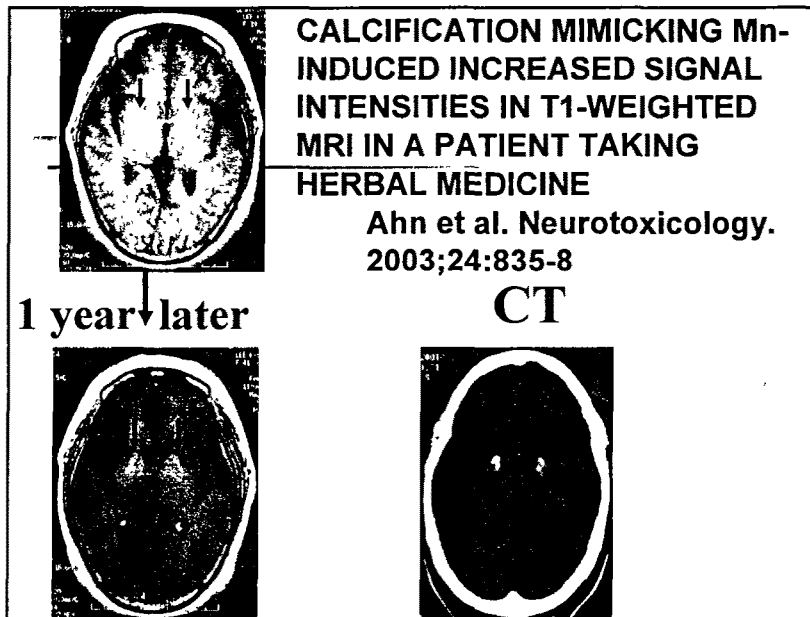 CALCIFICATION MIMICKING Mn-
INDUCED INCREASED SIGNAL
INTENSITIES IN T1-WEIGHTED
MRI IN A PATIENT TAKING
HERBAL MEDICINE
Ahn et al. Neurotoxicology.
2003;24:835-8
1 year later
CT